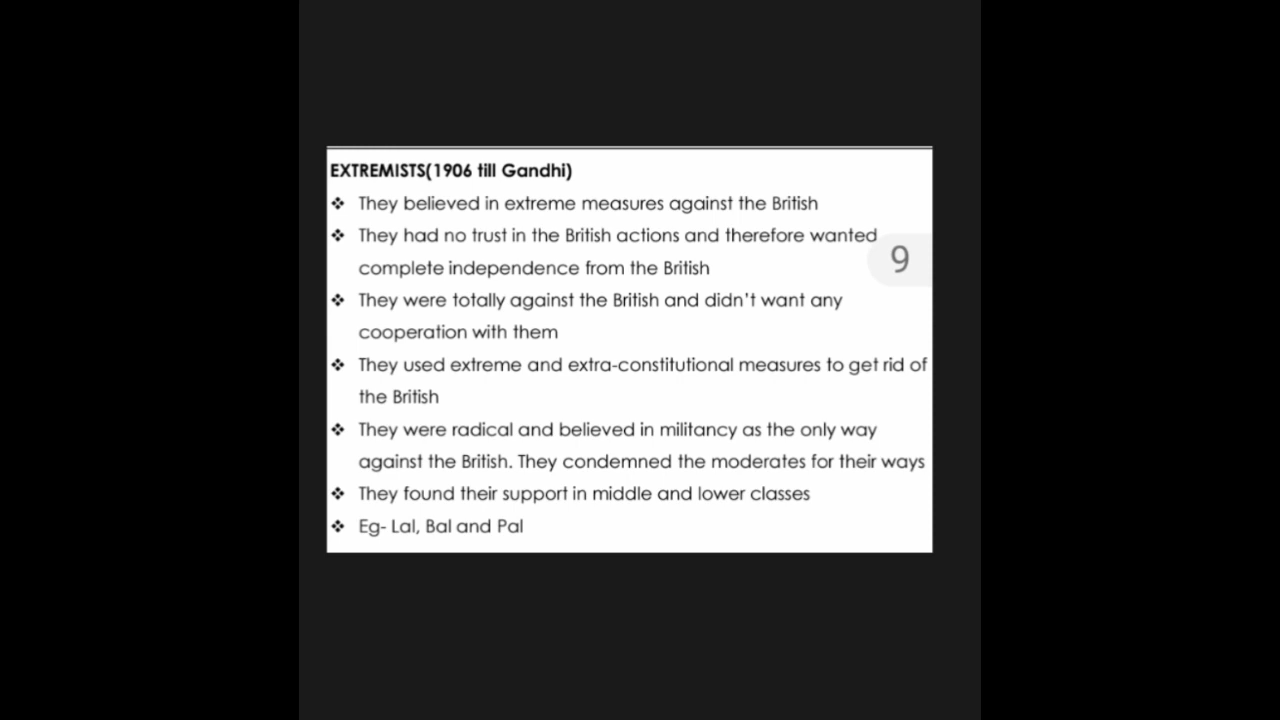 EXTREMISTS(1906 till Gandhi)
❖ They believed in extreme measures against the British
❖ They had no trust in the British actions and therefore wanted
complete independence from the British
9
❖ They were totally against the British and didn't want any
cooperation with them
❖ They used extreme and extra-constitutional measures to get rid of
the British
❖ They were radical and believed in militancy as the only way
against the British. They condemned the moderates for their ways
❖ They found their support in middle and lower classes
❖ Eg- Lal, Bal and Pal